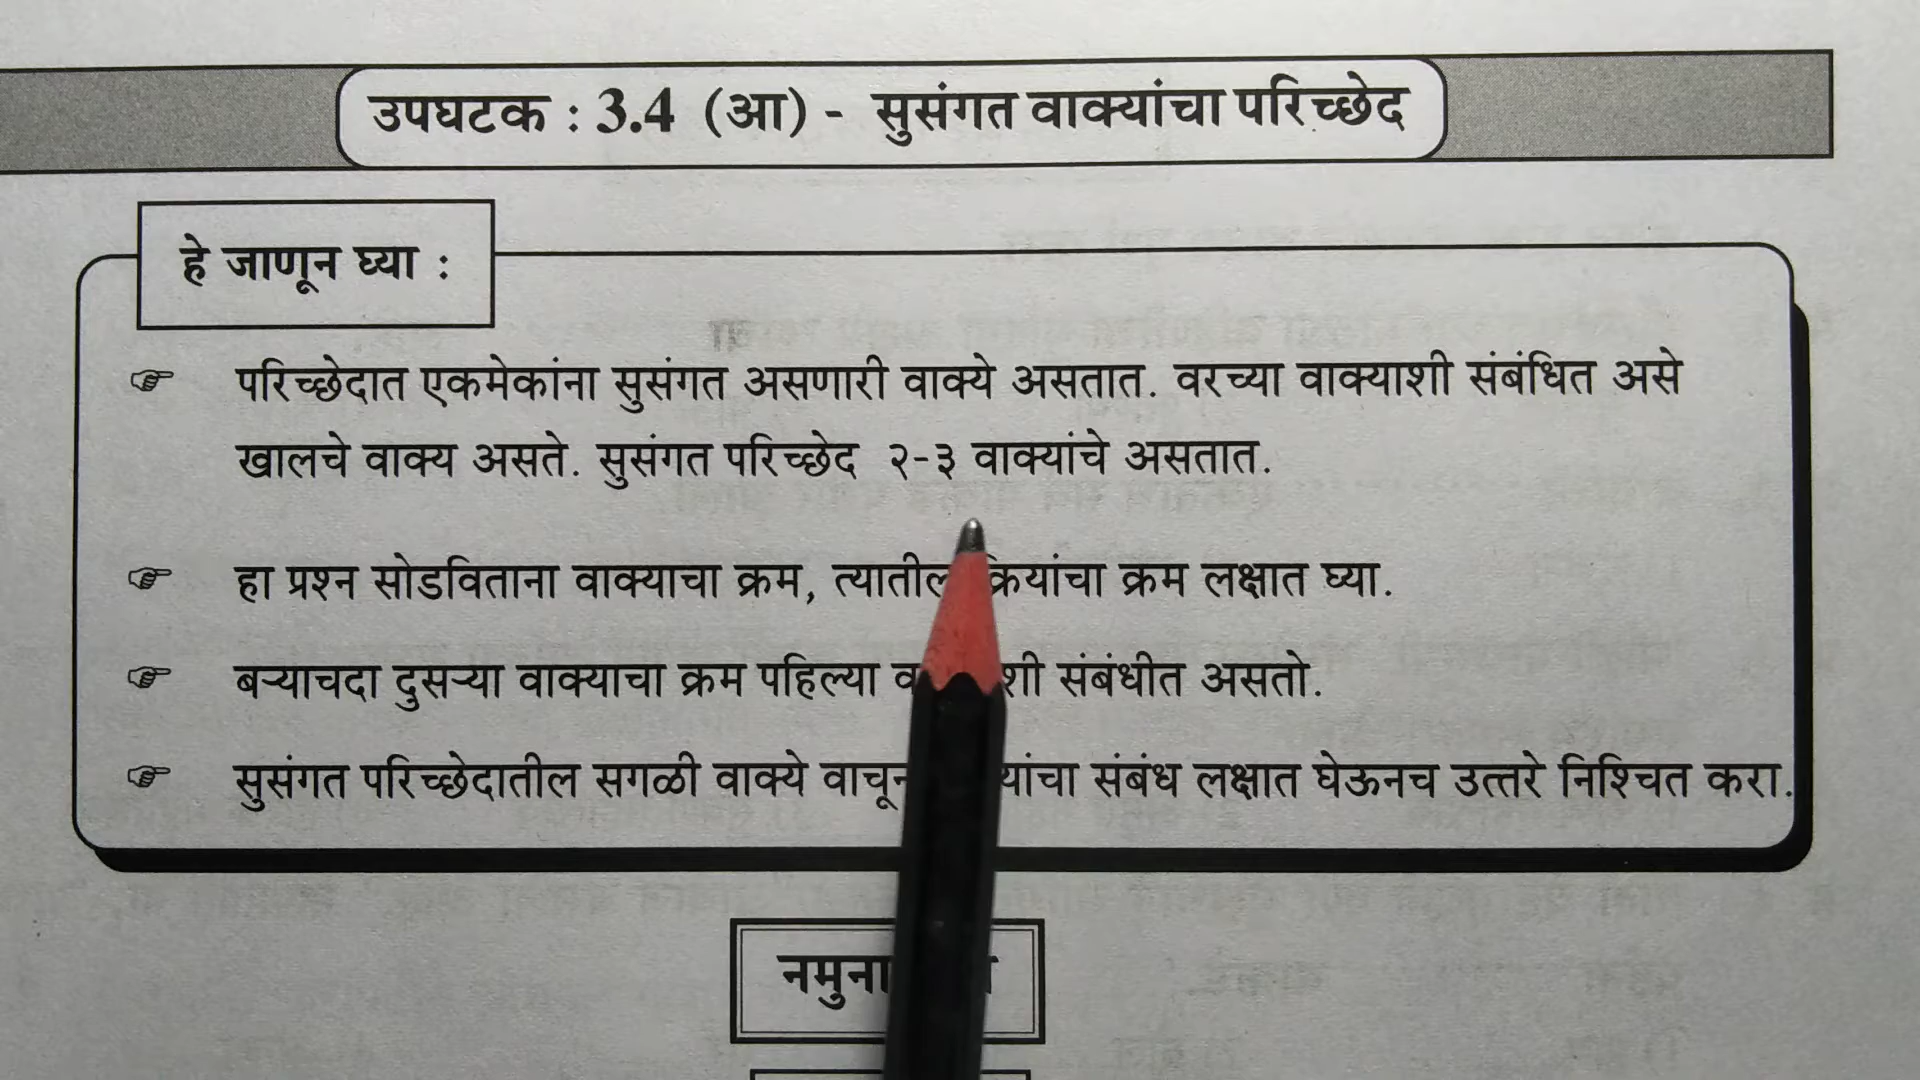 उपघटक : 3.4 (आ) - सुसंगत वाक्यांचा परिच्छेद
हे जाणून घ्या :
परिच्छेदात एकमेकांना सुसंगत असणारी वाक्ये असतात. वरच्या वाक्याशी संबंधित असे
खालचे वाक्य असते. सुसंगत परिच्छेद २-३ वाक्यांचे असतात.
हा प्रश्न सोडविताना वाक्याचा क्रम, त्यातील क्रियांचा क्रम लक्षात घ्या.
बऱ्याचदा दुसऱ्या वाक्याचा क्रम पहिल्या संबंधीत असतो.
सुसंगत परिच्छेदातील सगळी वाक्ये वाचून संबंध लक्षात घेऊनच उत्तरे निश्चित करा.
नमुना